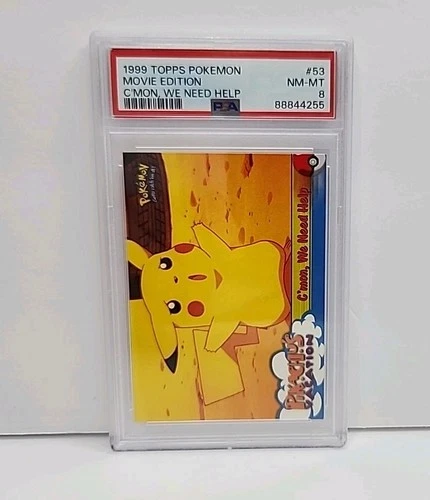 1999 TOPPS POKEMON #53
MOVIE EDITION NM-MT
C'MON, WE NEED HELP 8
PSA 88844255
Pokémon
C'mon, We Need Help
PIKACHU'S
VACATION